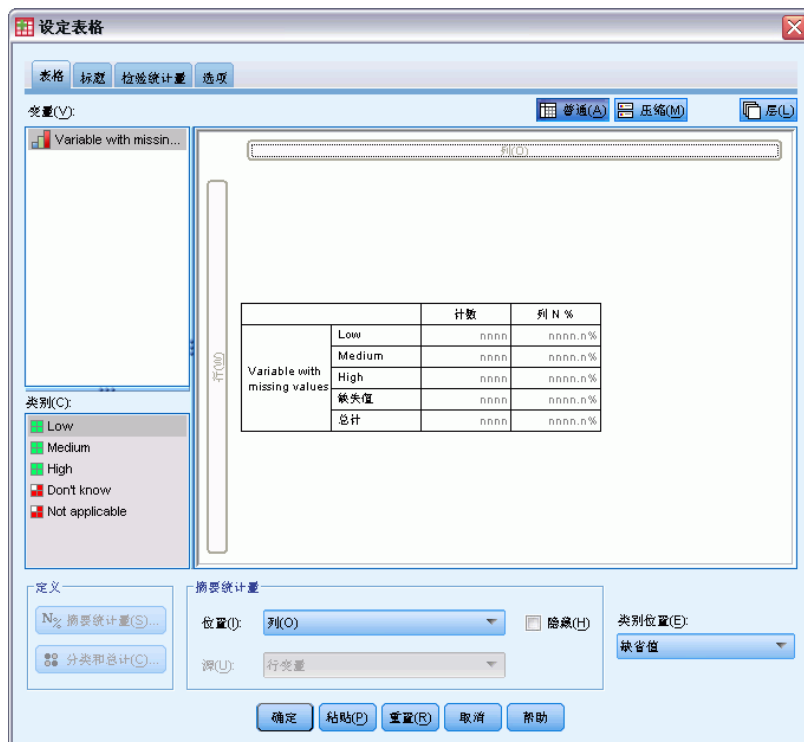 设定表格
表格 标题 检验统计量 选项
变量(V):
普通(A) 压缩(M) 层(L)
Variable with missin...
列(O)
行(W)
计数 列 N %
Variable with missing values
Low nnnn nnnn.n%
Medium nnnn nnnn.n%
High nnnn nnnn.n%
缺失值 nnnn nnnn.n%
总计 nnnn nnnn.n%
类别(C):
Low
Medium
High
Don't know
Not applicable
定义
N% 摘要统计量(S)...
分类和总计(C)...
摘要统计量
位置(I): 列(O) 隐藏(H)
源(U): 行变量
类别位置(E):
缺省值
确定 粘贴(P) 重置(R) 取消 帮助